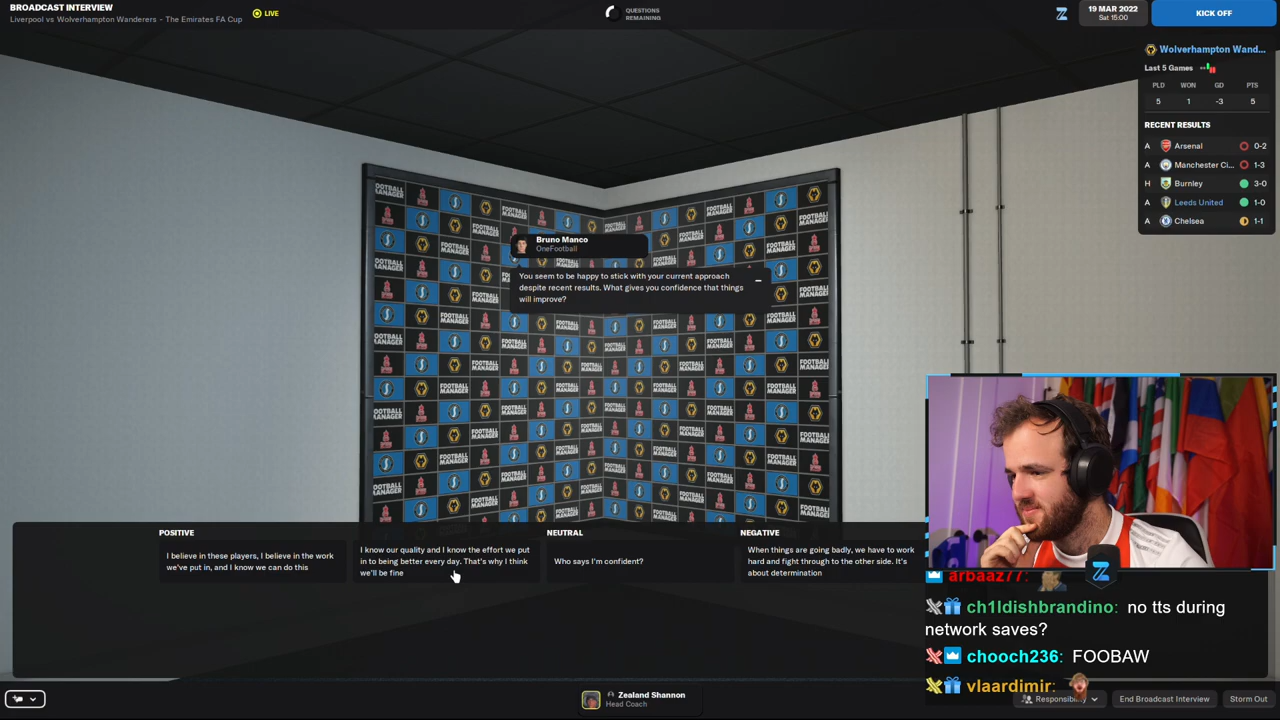 BROADCAST INTERVIEW
Liverpool vs Wolverhampton Wanderers - The Emirates FA Cup
LIVE
QUESTIONS
REMAINING
19 MAR 2022
Sat 15:00
KICK OFF
Wolverhampton Wand...
Last 5 Games
PLD WON GD PTS
5 1 -3 5
RECENT RESULTS
A Arsenal 0-2
A Manchester Ci... 1-3
H Burnley 3-0
A Leeds United 1-0
A Chelsea 1-1
Bruno Manco
OneFootball
You seem to be happy to stick with your current approach
despite recent results. What gives you confidence that things
will improve?
FOOTBALL
MANAGER
POSITIVE
I believe in these players, I believe in the work
we've put in, and I know we can do this
I know our quality and I know the effort we put
in to being better every day. That's why I think
we'll be fine
NEUTRAL
Who says I'm confident?
NEGATIVE
When things are going badly, we have to work
hard and fight through to the other side. It's
about determination
arbaaz77:
ch1ldishbrandino: no tts during
network saves?
chooch236: FOOBAW
vlaardimir:
Zealand Shannon
Head Coach
Responsibility
End Broadcast Interview
Storm Out